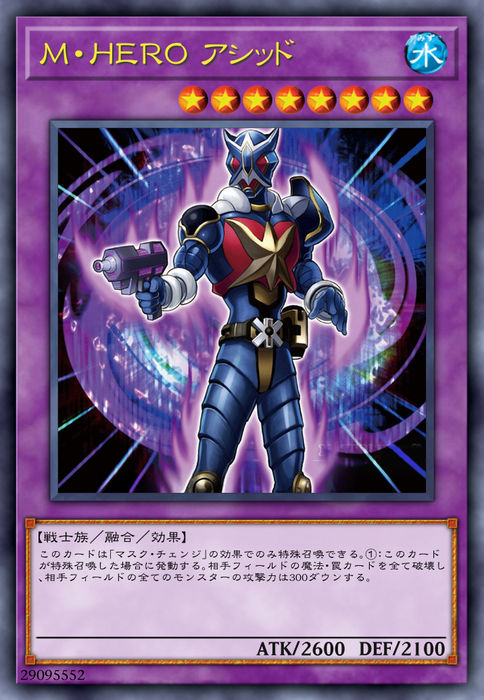 M・HERO アシッド
みず
水
【戦士族／融合／効果】
このカードは「マスク・チェンジ」の効果でのみ特殊召喚できる。①：このカード
が特殊召喚した場合に発動する。相手フィールドの魔法・罠カードを全て破壊し
、相手フィールドの全てのモンスターの攻撃力は300ダウンする。
ATK/2600 DEF/2100
29095552